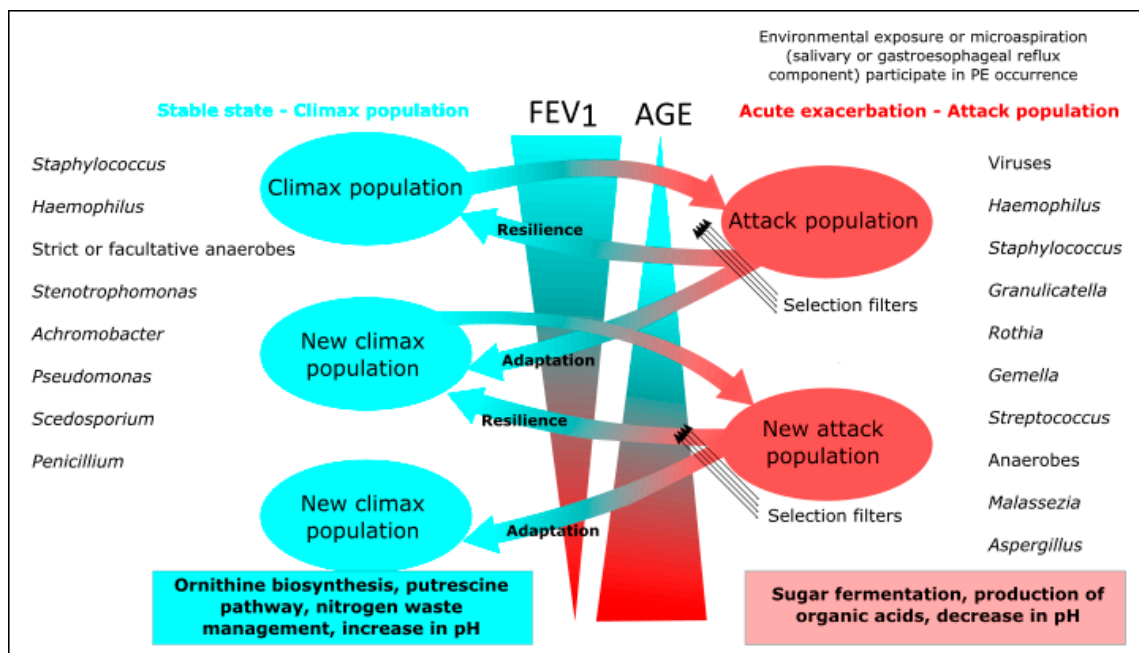 Environmental exposure or microaspiration
(salivary or gastroesophageal reflux
component) participate in PE occurrence
Stable state - Climax population
FEV1
AGE
Acute exacerbation - Attack population
Staphylococcus
Haemophilus
Strict or facultative anaerobes
Stenotrophomonas
Achromobacter
Pseudomonas
Scedosporium
Penicillium
Climax population
Resilience
Attack population
Selection filters
New climax
population
Adaptation
Resilience
New attack
population
Selection filters
New climax
population
Adaptation
Viruses
Haemophilus
Staphylococcus
Granulicatella
Rothia
Gemella
Streptococcus
Anaerobes
Malassezia
Aspergillus
Ornithine biosynthesis, putrescine
pathway, nitrogen waste
management, increase in pH
Sugar fermentation, production of
organic acids, decrease in pH